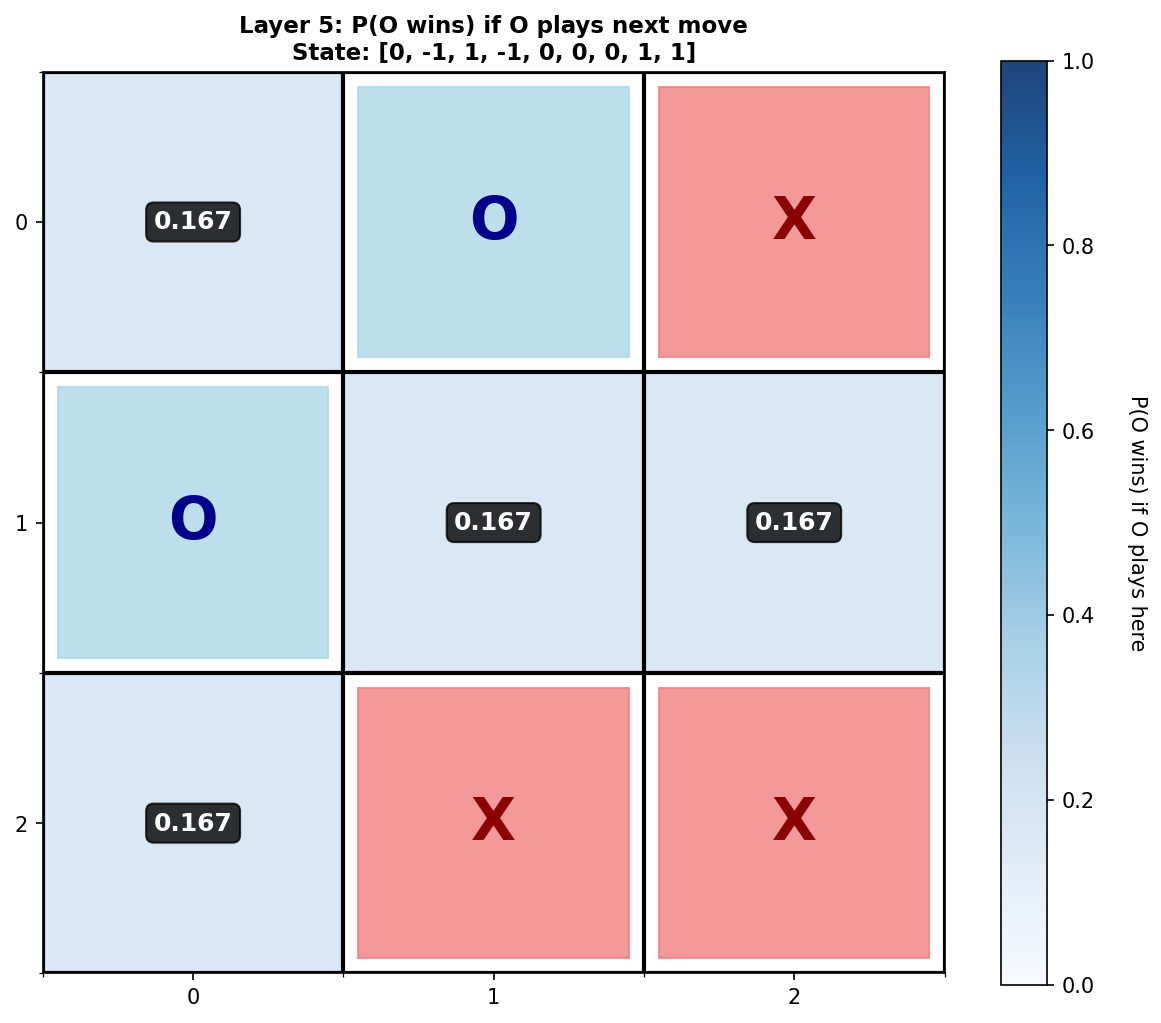 Layer 5: P(O wins) if O plays next move
State: [0, -1, 1, -1, 0, 0, 0, 1, 1]
0
0.167
O
X
1
O
0.167
0.167
2
0.167
X
X
0
1
2
1.0
0.8
0.6
0.4
0.2
0.0
P(O wins) if O plays here